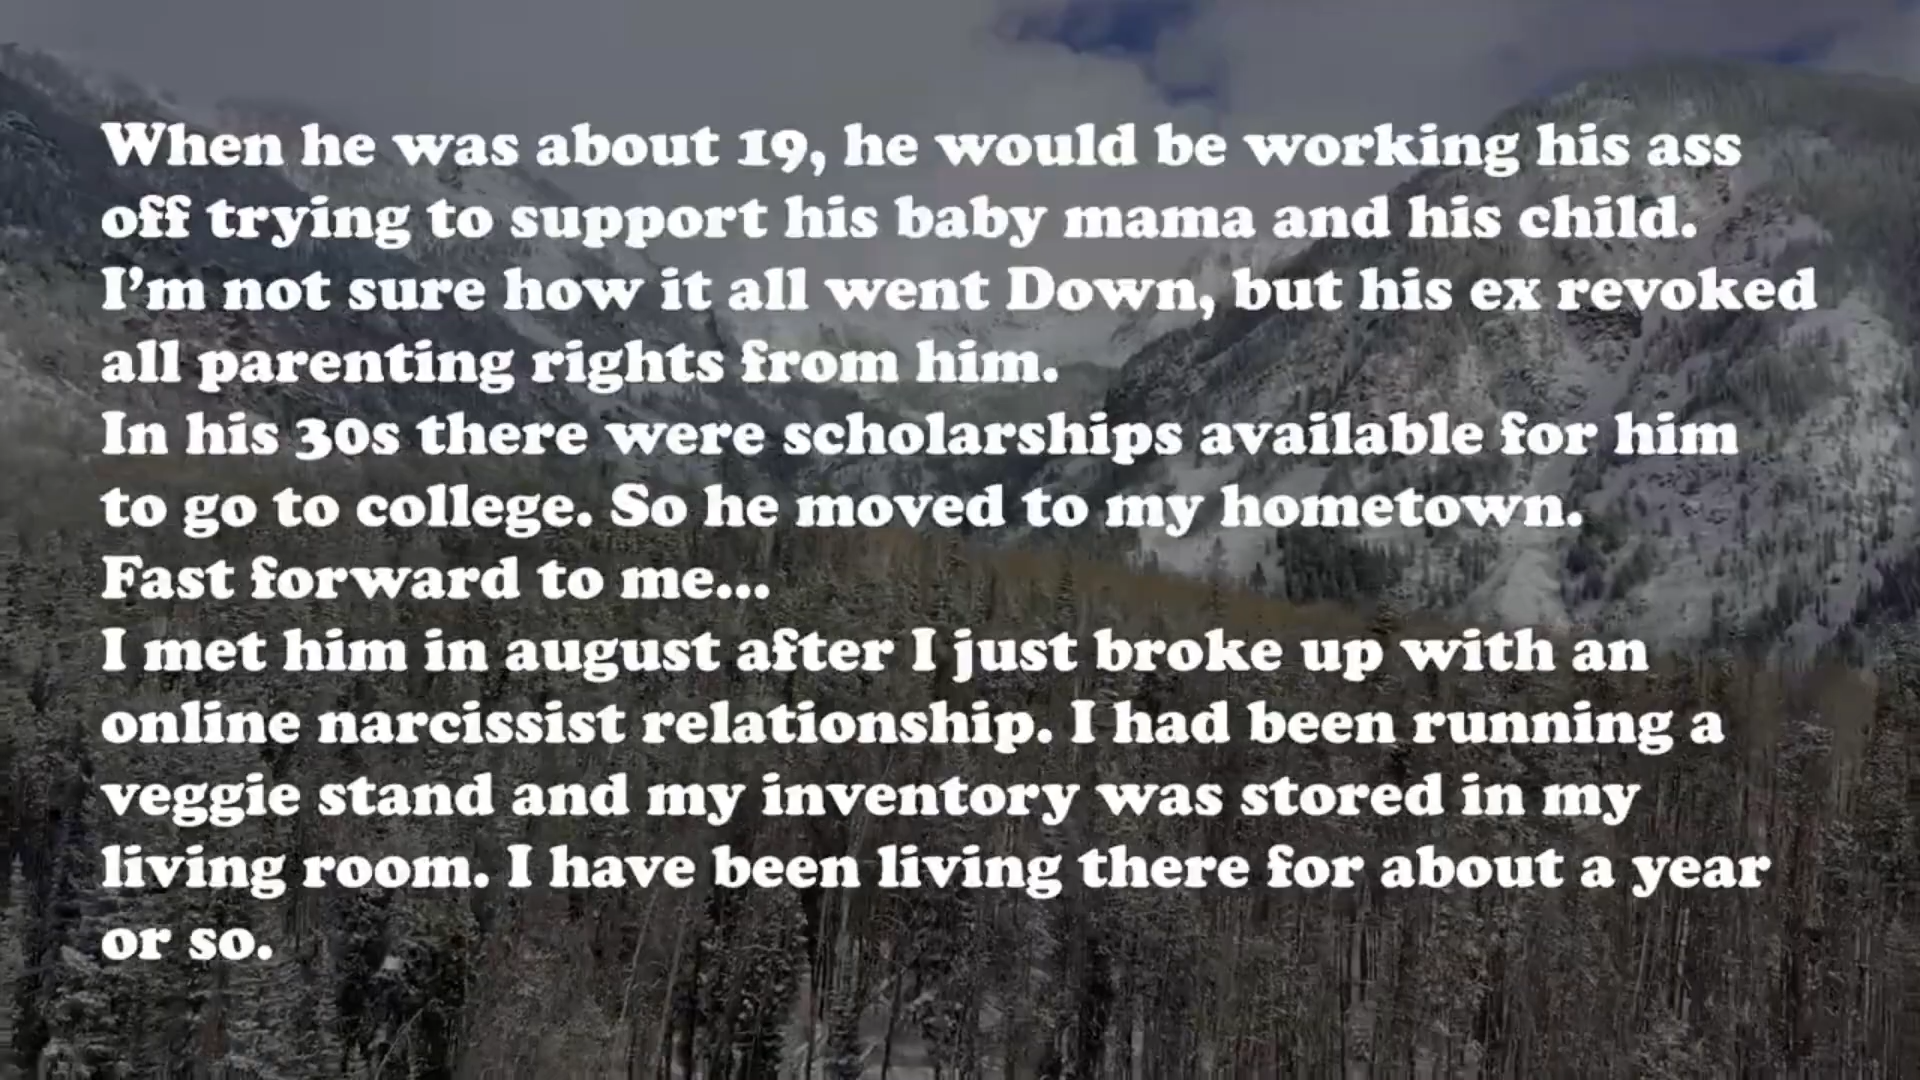 When he was about 19, he would be working his ass
off trying to support his baby mama and his child.
I'm not sure how it all went Down, but his ex revoked
all parenting rights from him.
In his 30s there were scholarships available for him
to go to college. So he moved to my hometown.
Fast forward to me...
I met him in august after I just broke up with an
online narcissist relationship. I had been running a
veggie stand and my inventory was stored in my
living room. I have been living there for about a year
or so.